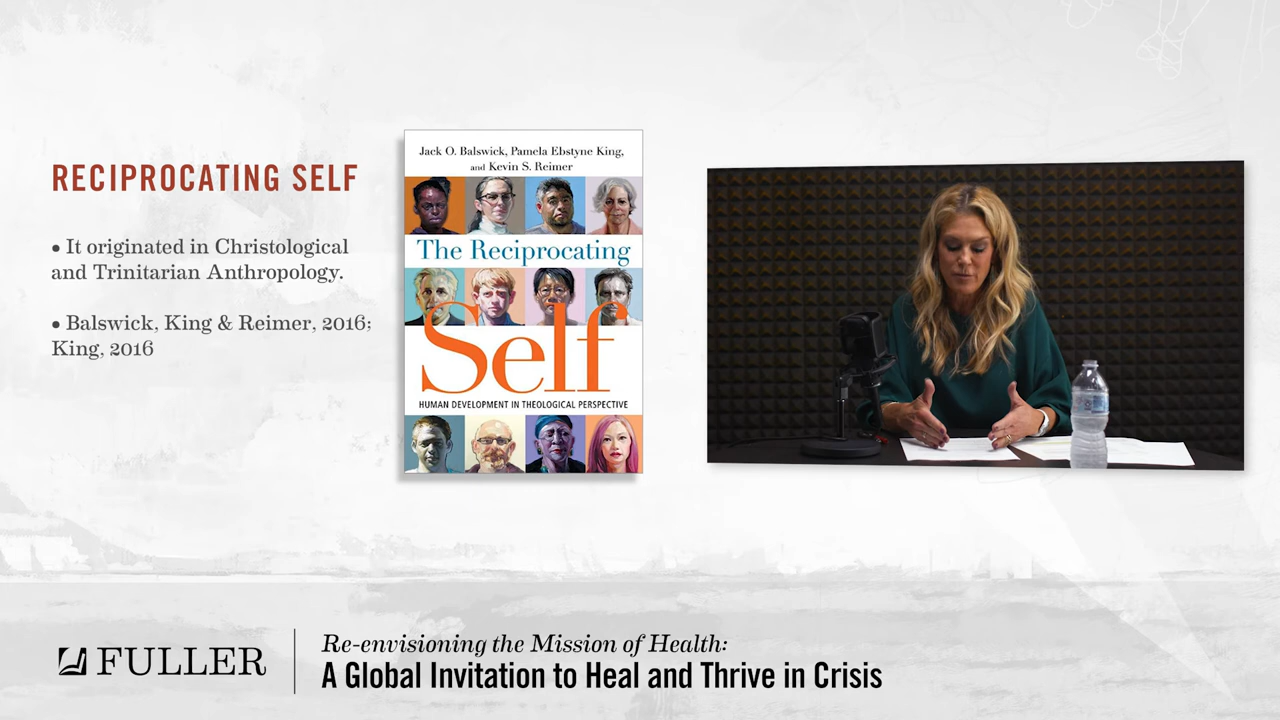 RECIPROCATING SELF
• It originated in Christological
and Trinitarian Anthropology.
• Balswick, King & Reimer, 2016;
King, 2016
Jack O. Balswick, Pamela Ebstyne King,
and Kevin S. Reimer
The Reciprocating
Self
HUMAN DEVELOPMENT IN THEOLOGICAL PERSPECTIVE
FULLER
Re-envisioning the Mission of Health:
A Global Invitation to Heal and Thrive in Crisis